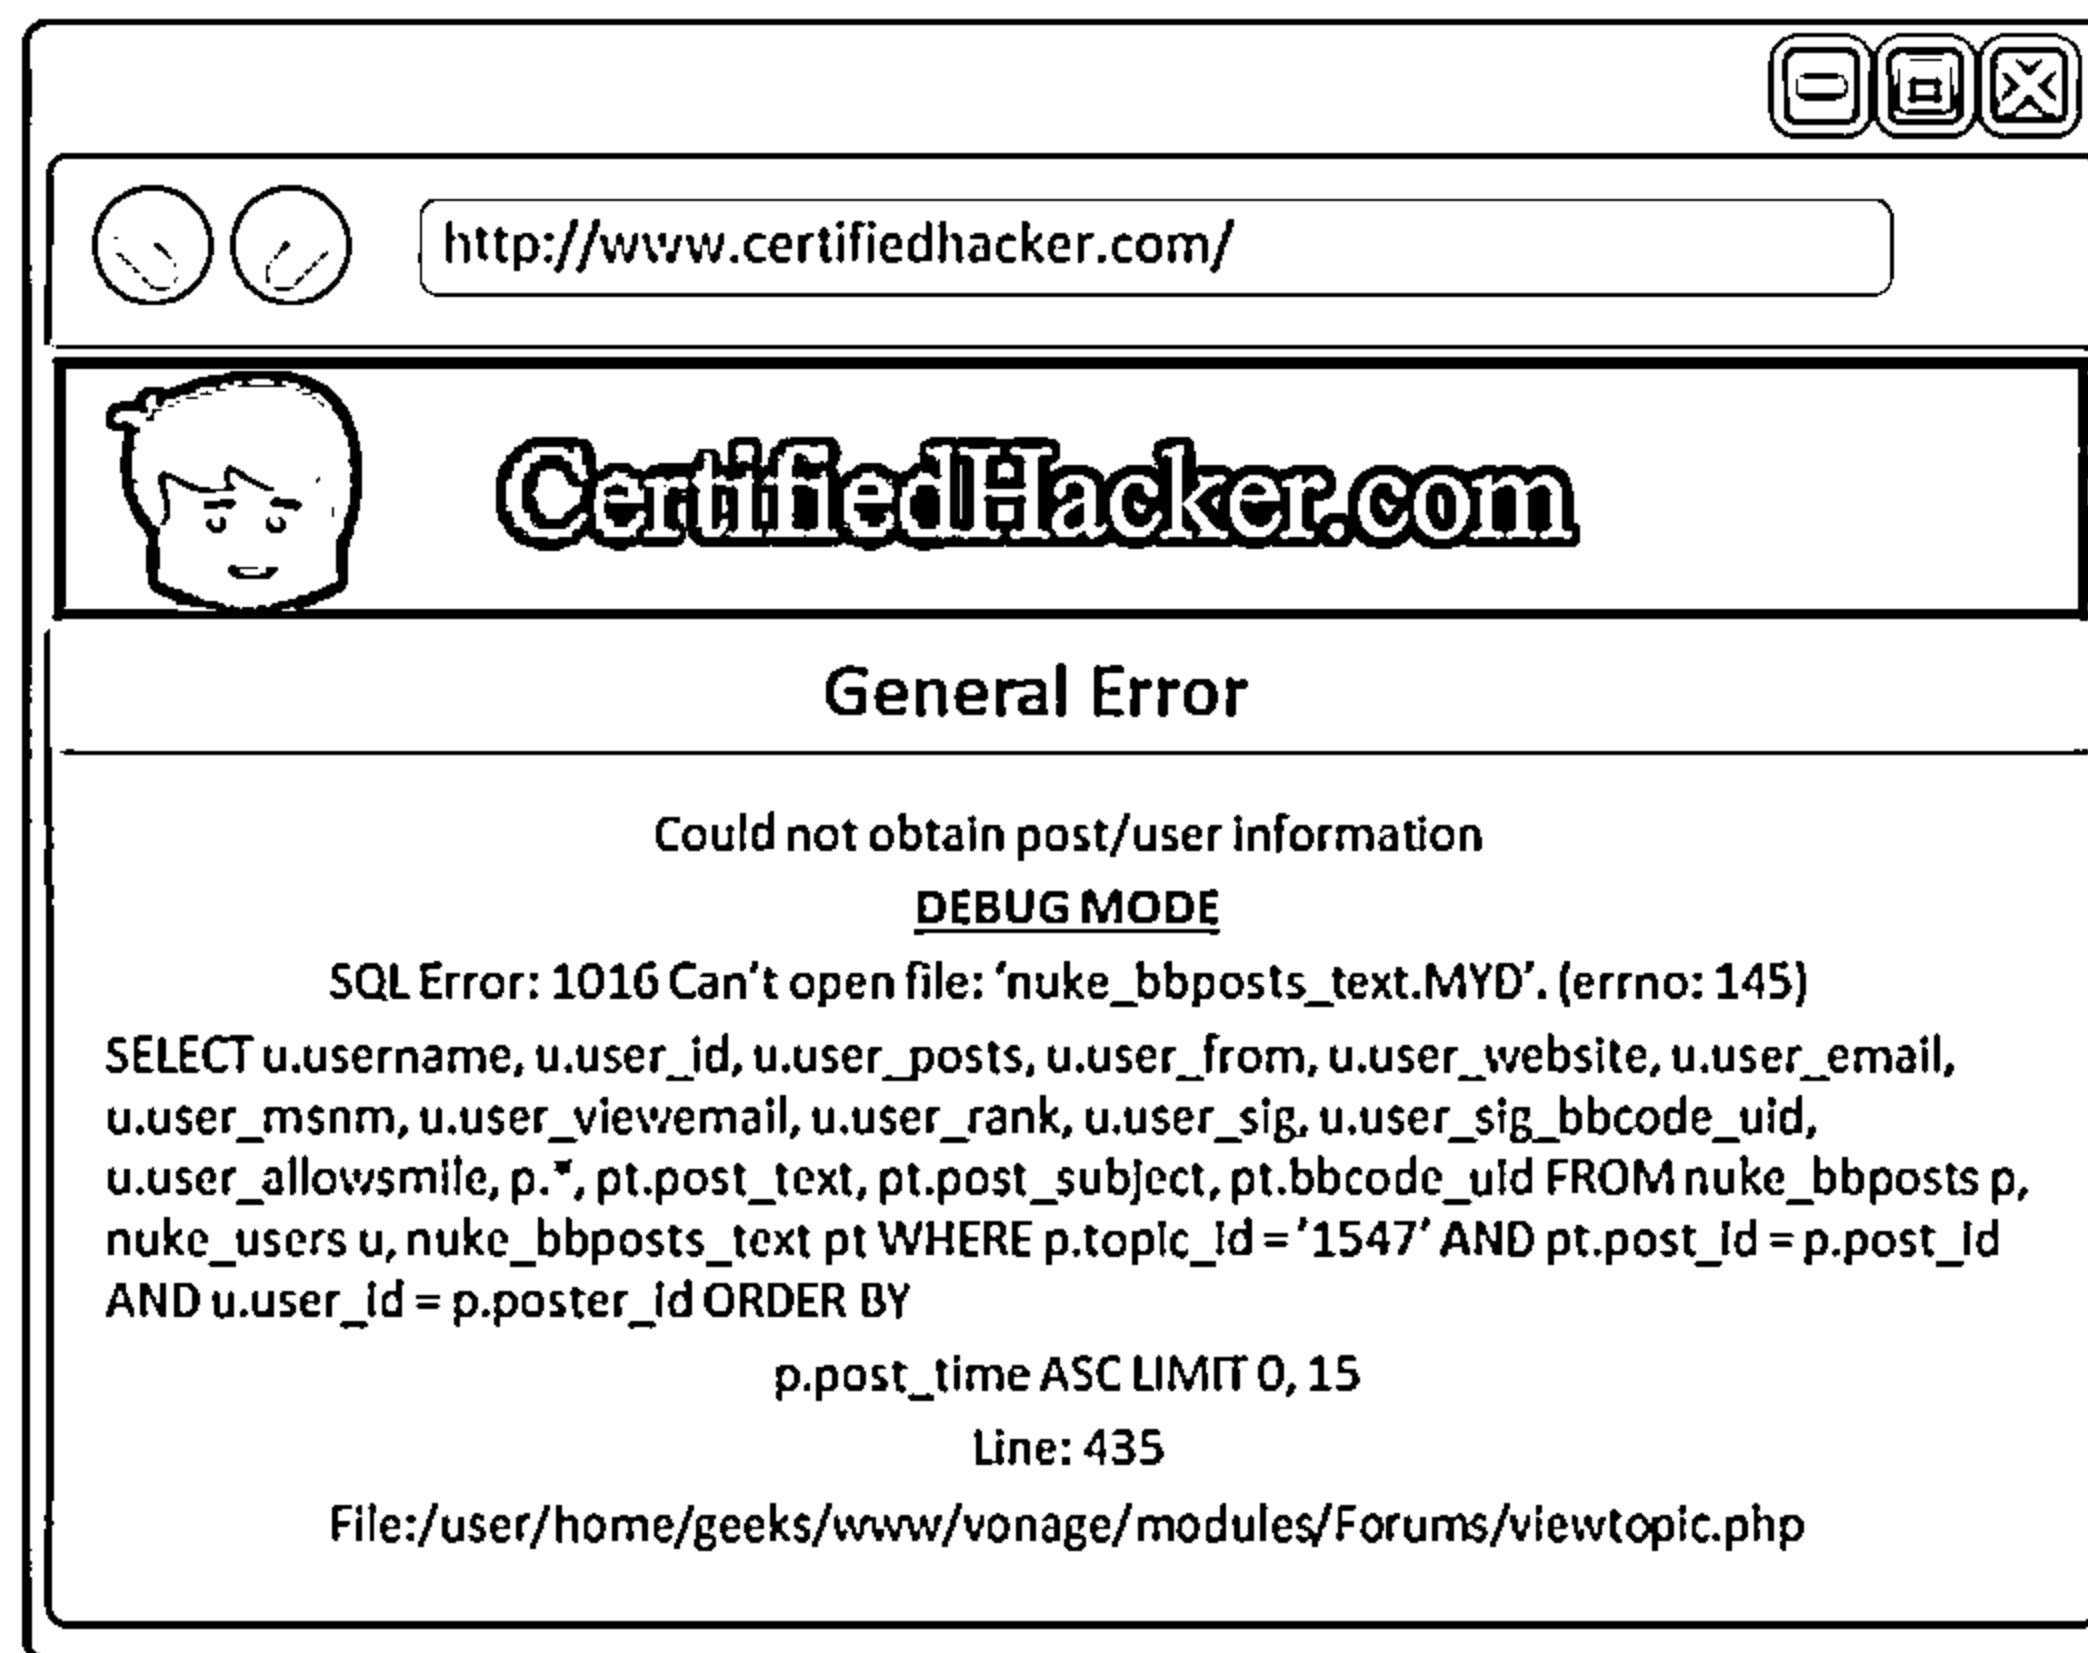 http://www.certifiedhacker.com/
CertifiedHacker.com
General Error
Could not obtain post/user information
DEBUG MODE
SQL Error: 1016 Can't open file: ‘nuke_bbposts_text.MYD’. (errno: 145)
SELECT u.username, u.user_id, u.user_posts, u.user_from, u.user_website, u.user_email,
u.user_msnm, u.user_viewemail, u.user_rank, u.user_sig, u.user_sig_bbcode_uid,
u.user_allowsmile, p.*, pt.post_text, pt.post_subject, pt.bbcode_uid FROM nuke_bbposts p,
nuke_users u, nuke_bbposts_text pt WHERE p.topic_id = ’1547’ AND pt.post_id = p.post_id
AND u.user_id = p.poster_id ORDER BY
p.post_time ASC LIMIT 0, 15
Line: 435
File:/user/home/geeks/www/vonage/modules/Forums/viewtopic.php